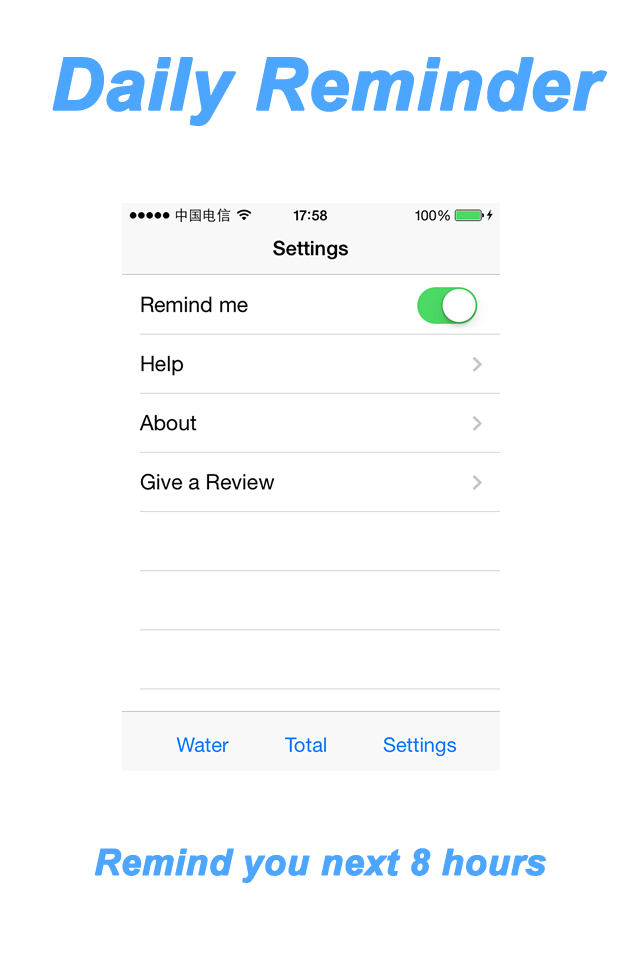 Daily Reminder
中国电信 17:58 100%
Settings
Remind me
Help
About
Give a Review
Water Total Settings
Remind you next 8 hours